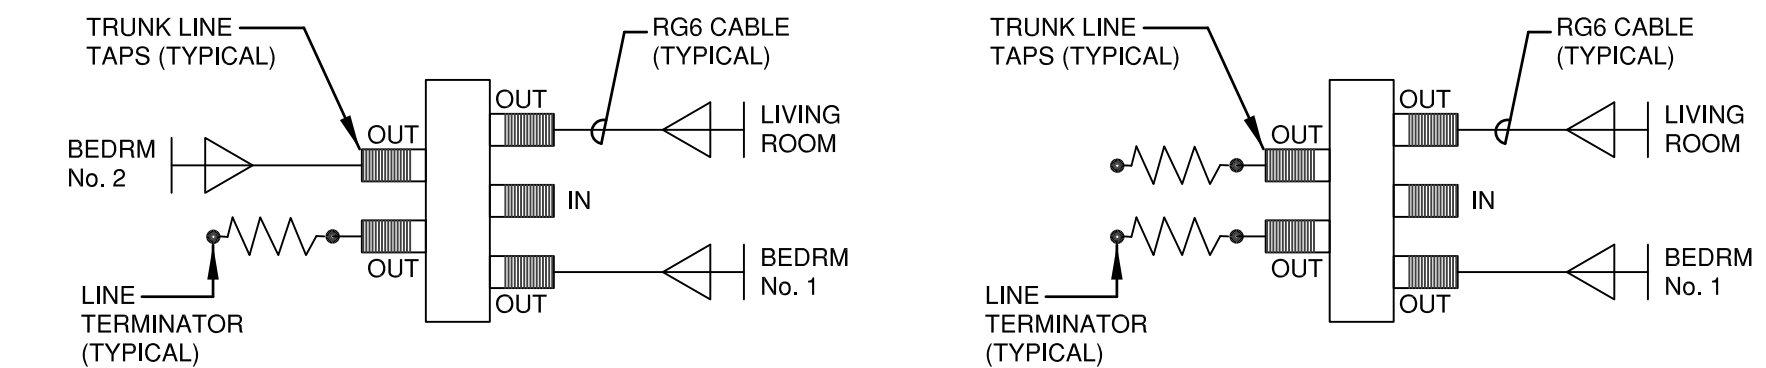 TRUNK LINE
TAPS (TYPICAL)
RG6 CABLE
(TYPICAL)
OUT
LIVING
ROOM
OUT
BEDRM
No. 2
IN
OUT
BEDRM
No. 1
OUT
LINE
TERMINATOR
(TYPICAL)
TRUNK LINE
TAPS (TYPICAL)
RG6 CABLE
(TYPICAL)
OUT
LIVING
ROOM
OUT
IN
OUT
BEDRM
No. 1
OUT
LINE
TERMINATOR
(TYPICAL)